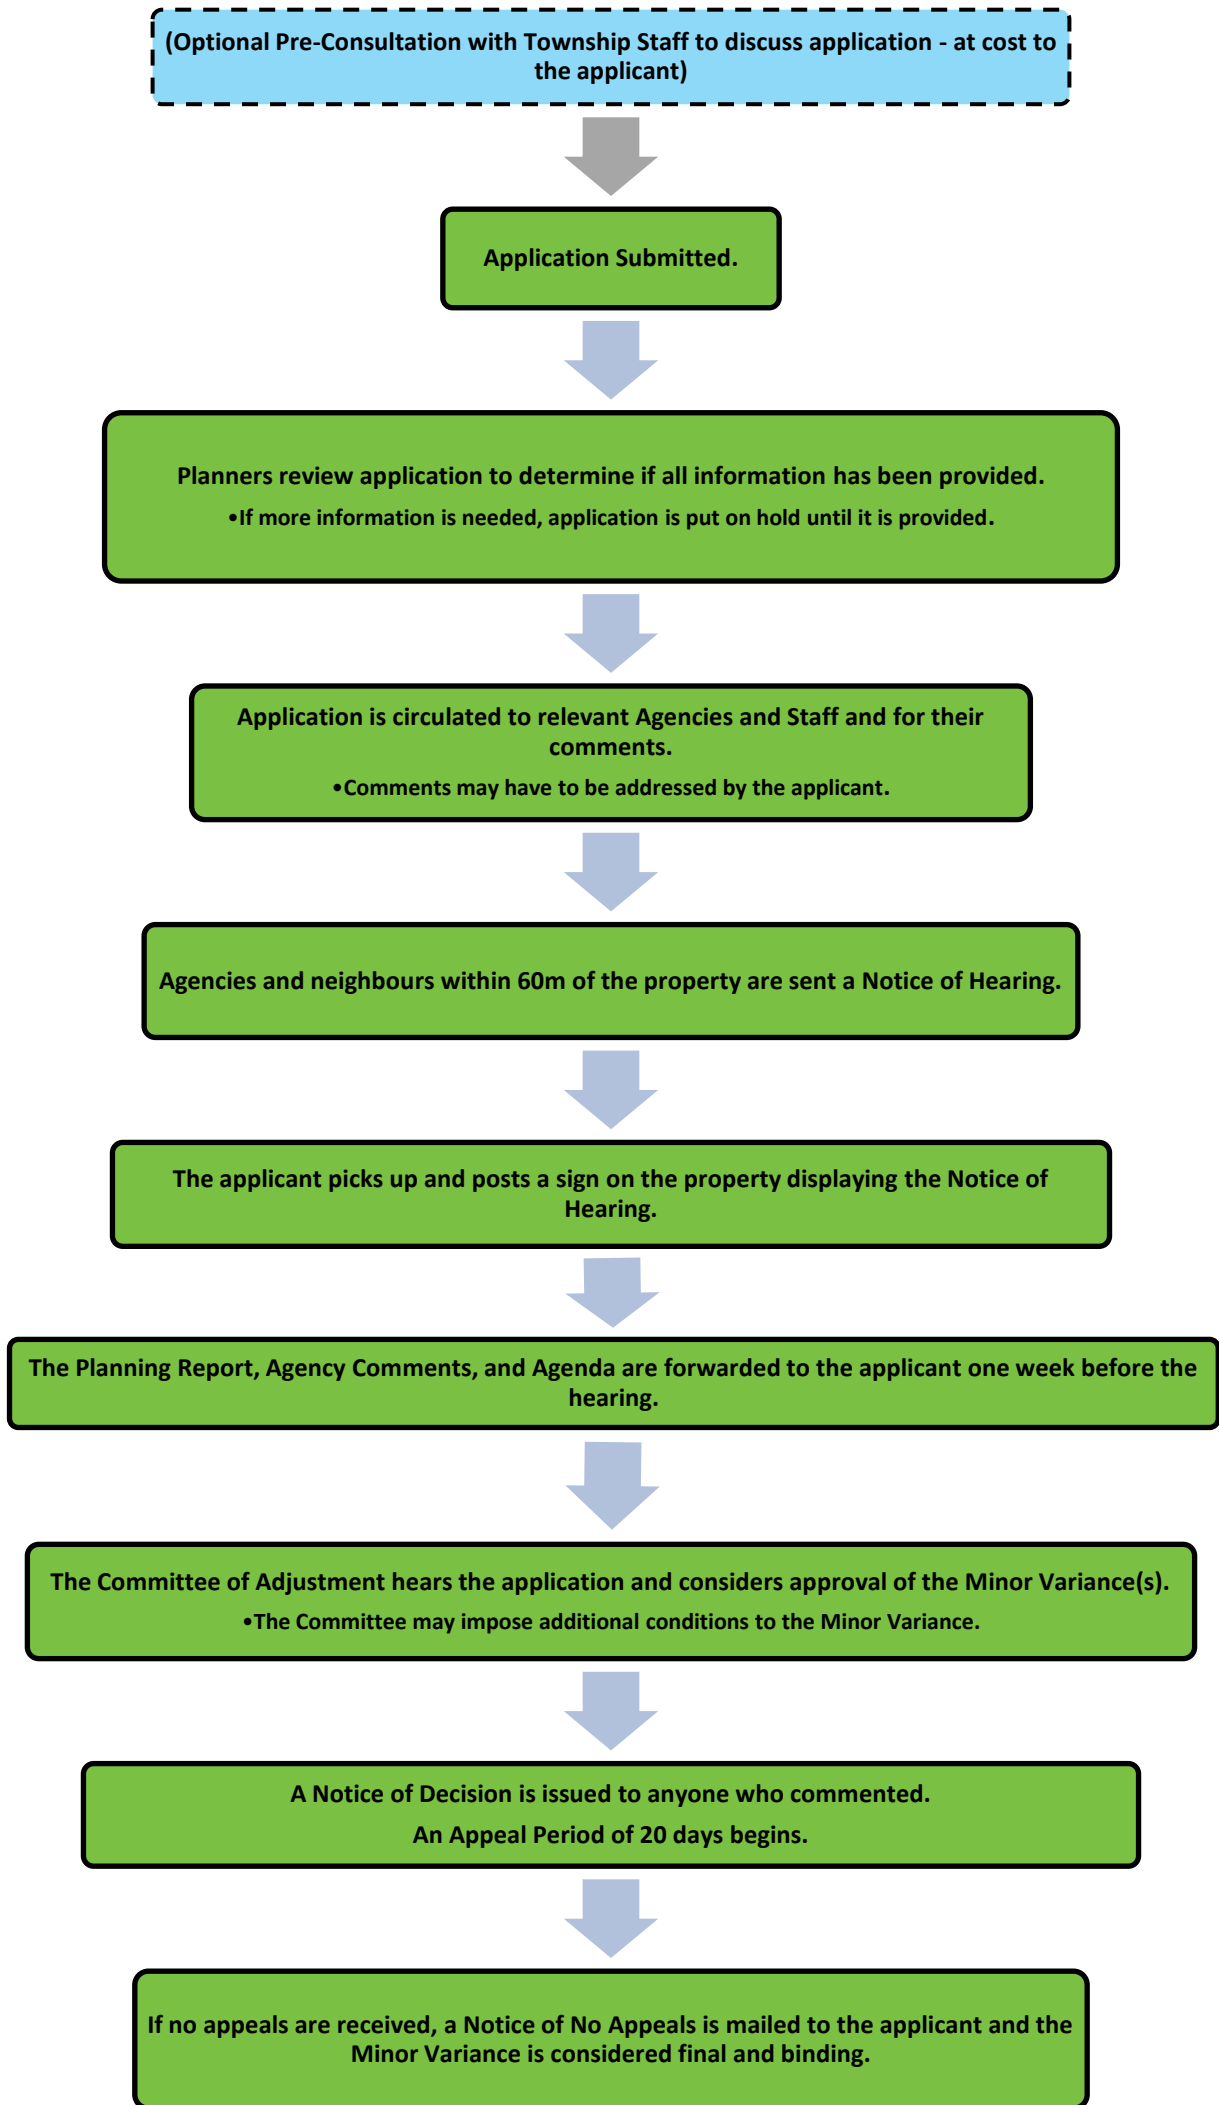 (Optional Pre-Consultation with Township Staff to discuss application - at cost to
the applicant)
Application Submitted.
Planners review application to determine if all information has been provided.
•If more information is needed, application is put on hold until it is provided.
Application is circulated to relevant Agencies and Staff and for their
comments.
•Comments may have to be addressed by the applicant.
Agencies and neighbours within 60m of the property are sent a Notice of Hearing.
The applicant picks up and posts a sign on the property displaying the Notice of
Hearing.
The Planning Report, Agency Comments, and Agenda are forwarded to the applicant one week before the
hearing.
The Committee of Adjustment hears the application and considers approval of the Minor Variance(s).
•The Committee may impose additional conditions to the Minor Variance.
A Notice of Decision is issued to anyone who commented.
An Appeal Period of 20 days begins.
If no appeals are received, a Notice of No Appeals is mailed to the applicant and the
Minor Variance is considered final and binding.